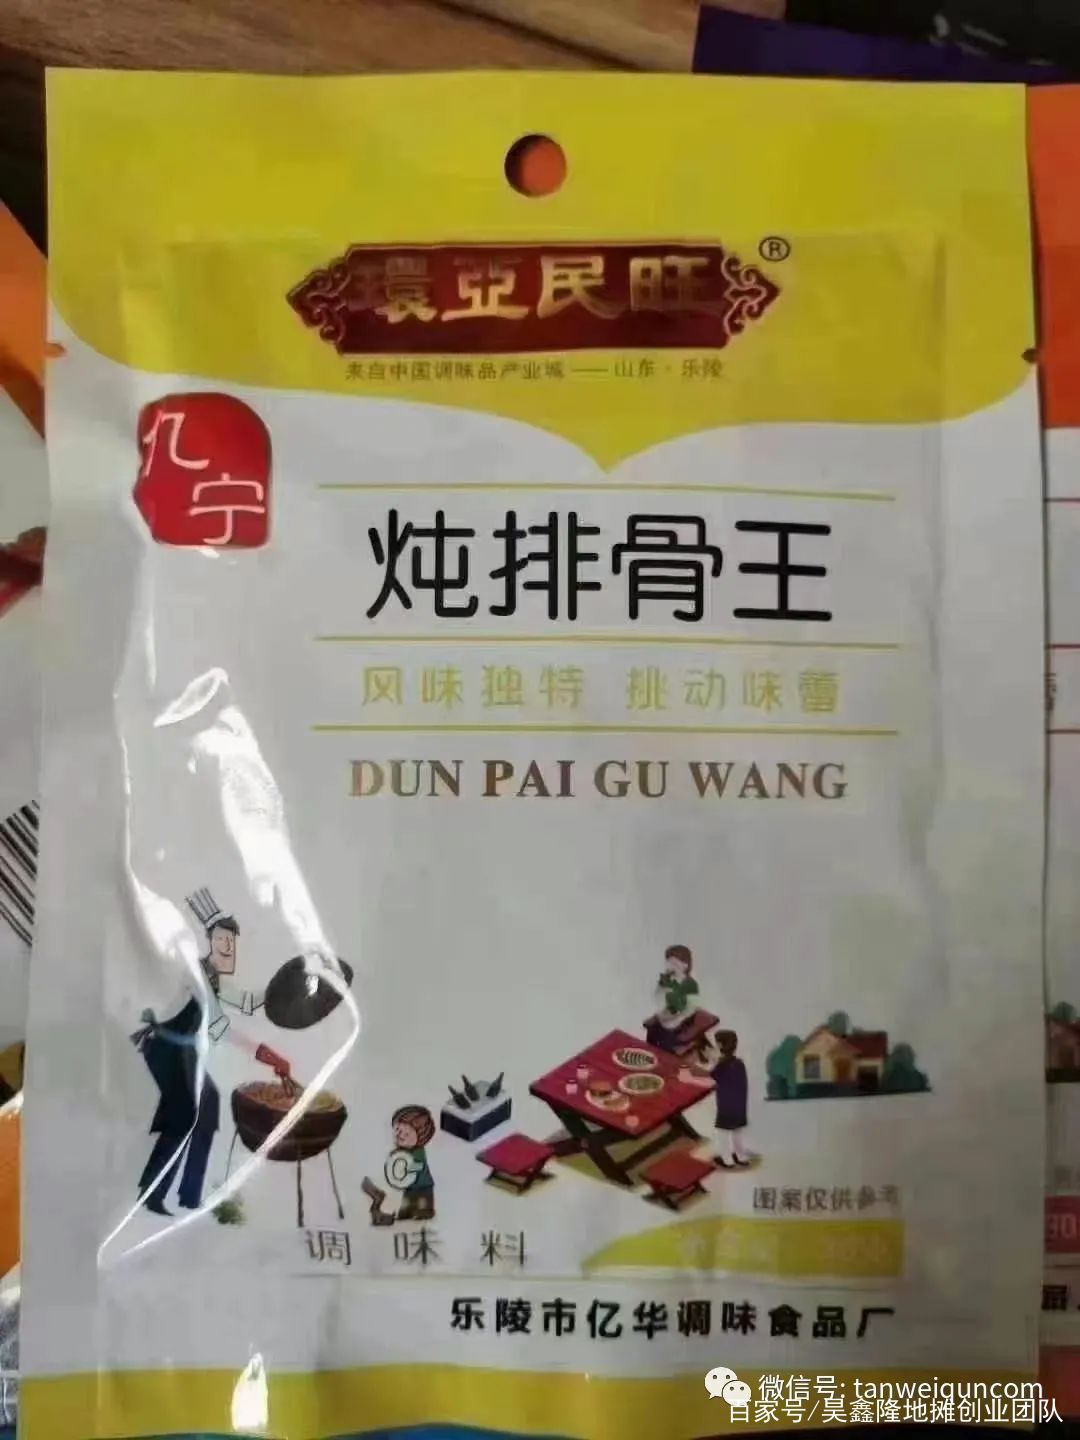 環亞民旺®
来自中国调味品产业城——山东·乐陵
亿宁
炖排骨王
风味独特 挑动味蕾
DUN PAI GU WANG
图案仅供参考
调味料
乐陵市亿华调味食品厂
微信号: tanweiquncom
百家号/昊鑫隆地摊创业团队